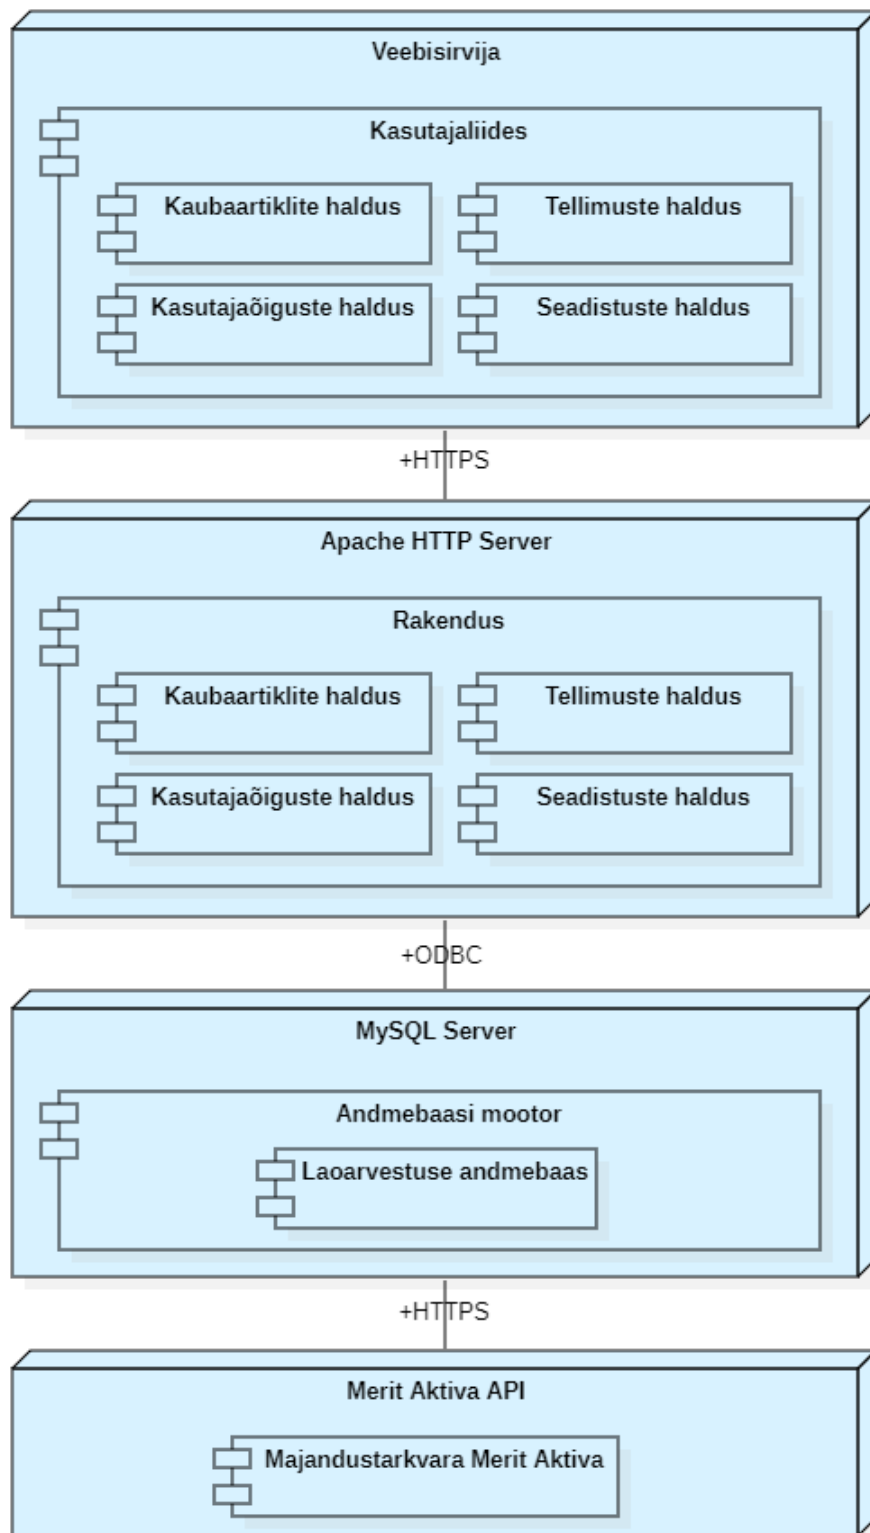 Veebisirvija
Kasutajaliides
Kaubaartiklite haldus
Tellimuste haldus
Kasutajaõiguste haldus
Seadistuste haldus
+HTTPS
Apache HTTP Server
Rakendus
Kaubaartiklite haldus
Tellimuste haldus
Kasutajaõiguste haldus
Seadistuste haldus
+ODBC
MySQL Server
Andmebaasi mootor
Laoarvestuse andmebaas
+HTTPS
Merit Aktiva API
Majandustarkvara Merit Aktiva